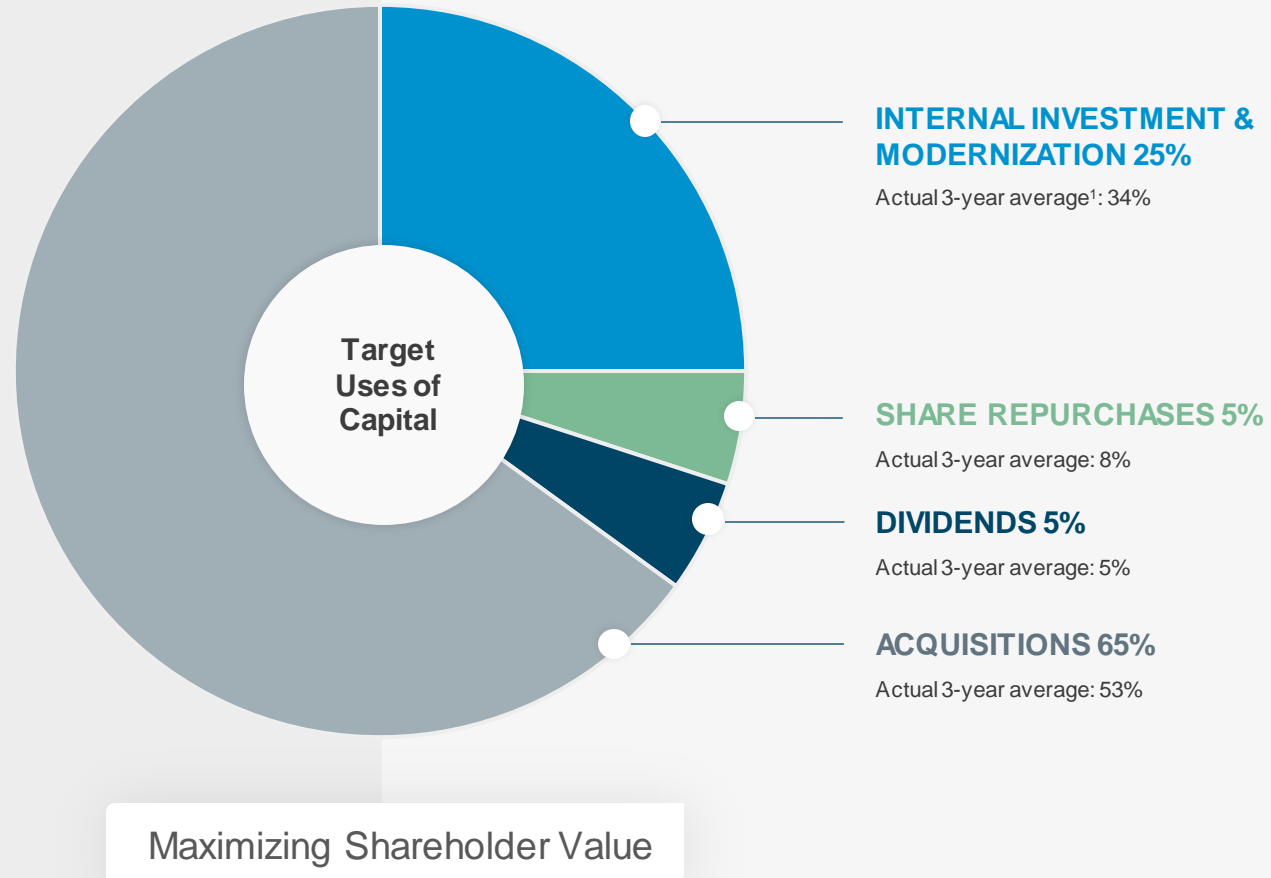 INTERNAL INVESTMENT &
MODERNIZATION 25%
Actual 3-year average¹: 34%
Target
Uses of
Capital
SHARE REPURCHASES 5%
Actual 3-year average: 8%
DIVIDENDS 5%
Actual 3-year average: 5%
ACQUISITIONS 65%
Actual 3-year average: 53%
Maximizing Shareholder Value